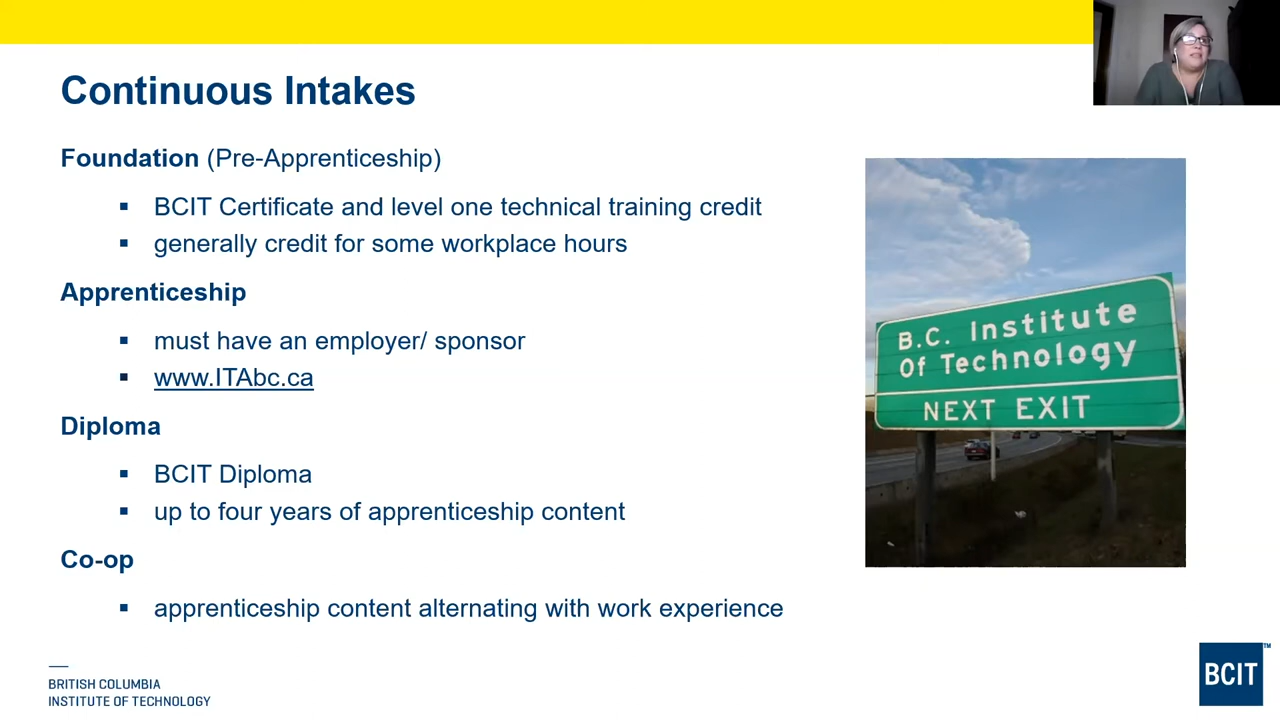 Continuous Intakes
Foundation (Pre-Apprenticeship)
▪ BCIT Certificate and level one technical training credit
▪ generally credit for some workplace hours
Apprenticeship
▪ must have an employer/ sponsor
▪ www.ITAbc.ca
Diploma
▪ BCIT Diploma
▪ up to four years of apprenticeship content
Co-op
▪ apprenticeship content alternating with work experience
B.C. Institute
Of Technology
NEXT EXIT
BRITISH COLUMBIA
INSTITUTE OF TECHNOLOGY
BCIT™